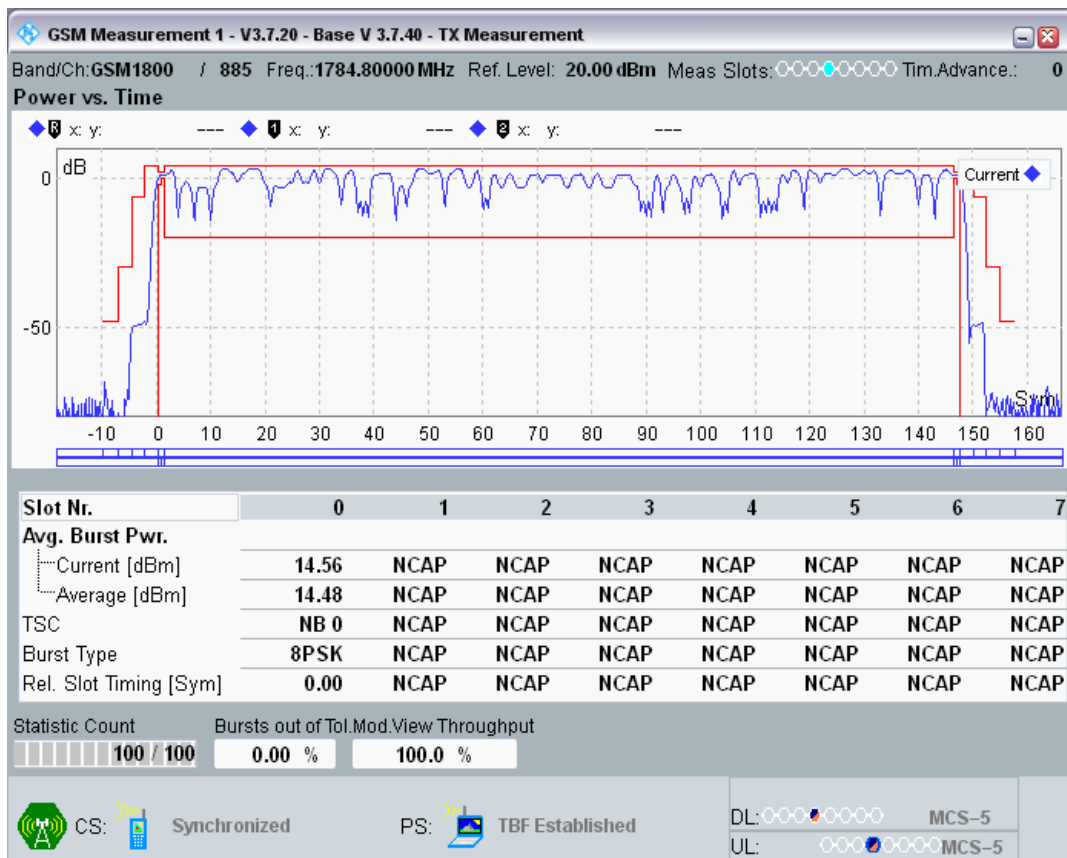 GSM Measurement 1 - V3.7.20 - Base V 3.7.40 - TX Measurement
Band/Ch:GSM1800 / 885 Freq.:1784.80000 MHz Ref. Level: 20.00 dBm Meas Slots: Tim.Advance.: 0
Power vs. Time
R x: y: --- 1 x: y: --- 2 x: y: ---
dB
0
Current
-50
Sym
-10 0 10 20 30 40 50 60 70 80 90 100 110 120 130 140 150 160
Slot Nr. 0 1 2 3 4 5 6 7
Avg. Burst Pwr.
Current [dBm] 14.56 NCAP NCAP NCAP NCAP NCAP NCAP NCAP
Average [dBm] 14.48 NCAP NCAP NCAP NCAP NCAP NCAP NCAP
TSC NB 0 NCAP NCAP NCAP NCAP NCAP NCAP NCAP
Burst Type 8PSK NCAP NCAP NCAP NCAP NCAP NCAP NCAP
Rel. Slot Timing [Sym] 0.00 NCAP NCAP NCAP NCAP NCAP NCAP NCAP
Statistic Count Bursts out of Tol.Mod.View Throughput
100 / 100 0.00 % 100.0 %
CS: Synchronized PS: TBF Established DL: MCS-5
UL: MCS-5